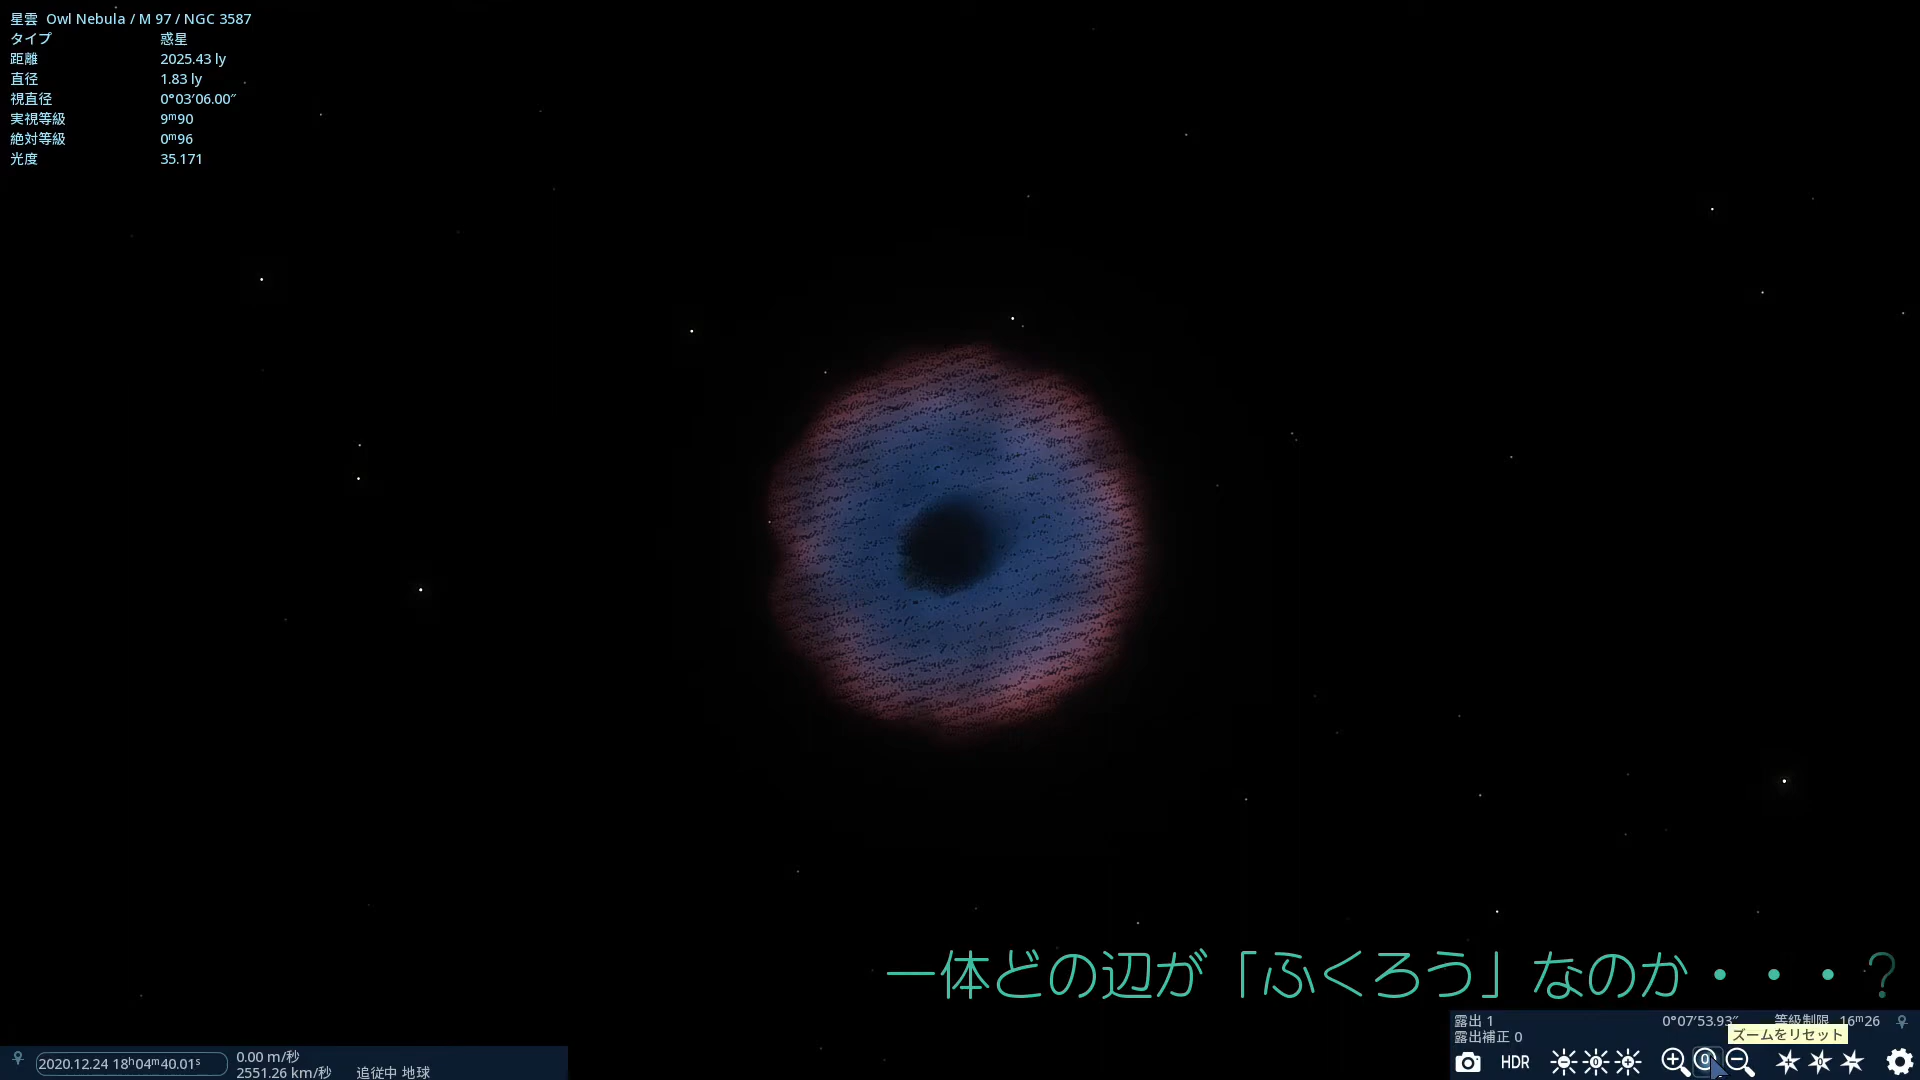 星雲 Owl Nebula / M 97 / NGC 3587
タイプ 惑星
距離 2025.43 ly
直径 1.83 ly
視直径 0°03′06.00″
実視等級 9ᵐ90
絶対等級 0ᵐ96
光度 35.171
一体どの辺が「ふくろう」なのか・・・?
露出 1 0°07′53.93″ 等級制限 16ᵐ26
露出補正 0
ズームをリセット
HDR
2020.12.24 18ʰ04ᵐ40.01ˢ
0.00 m/秒
2551.26 km/秒 追従中 地球